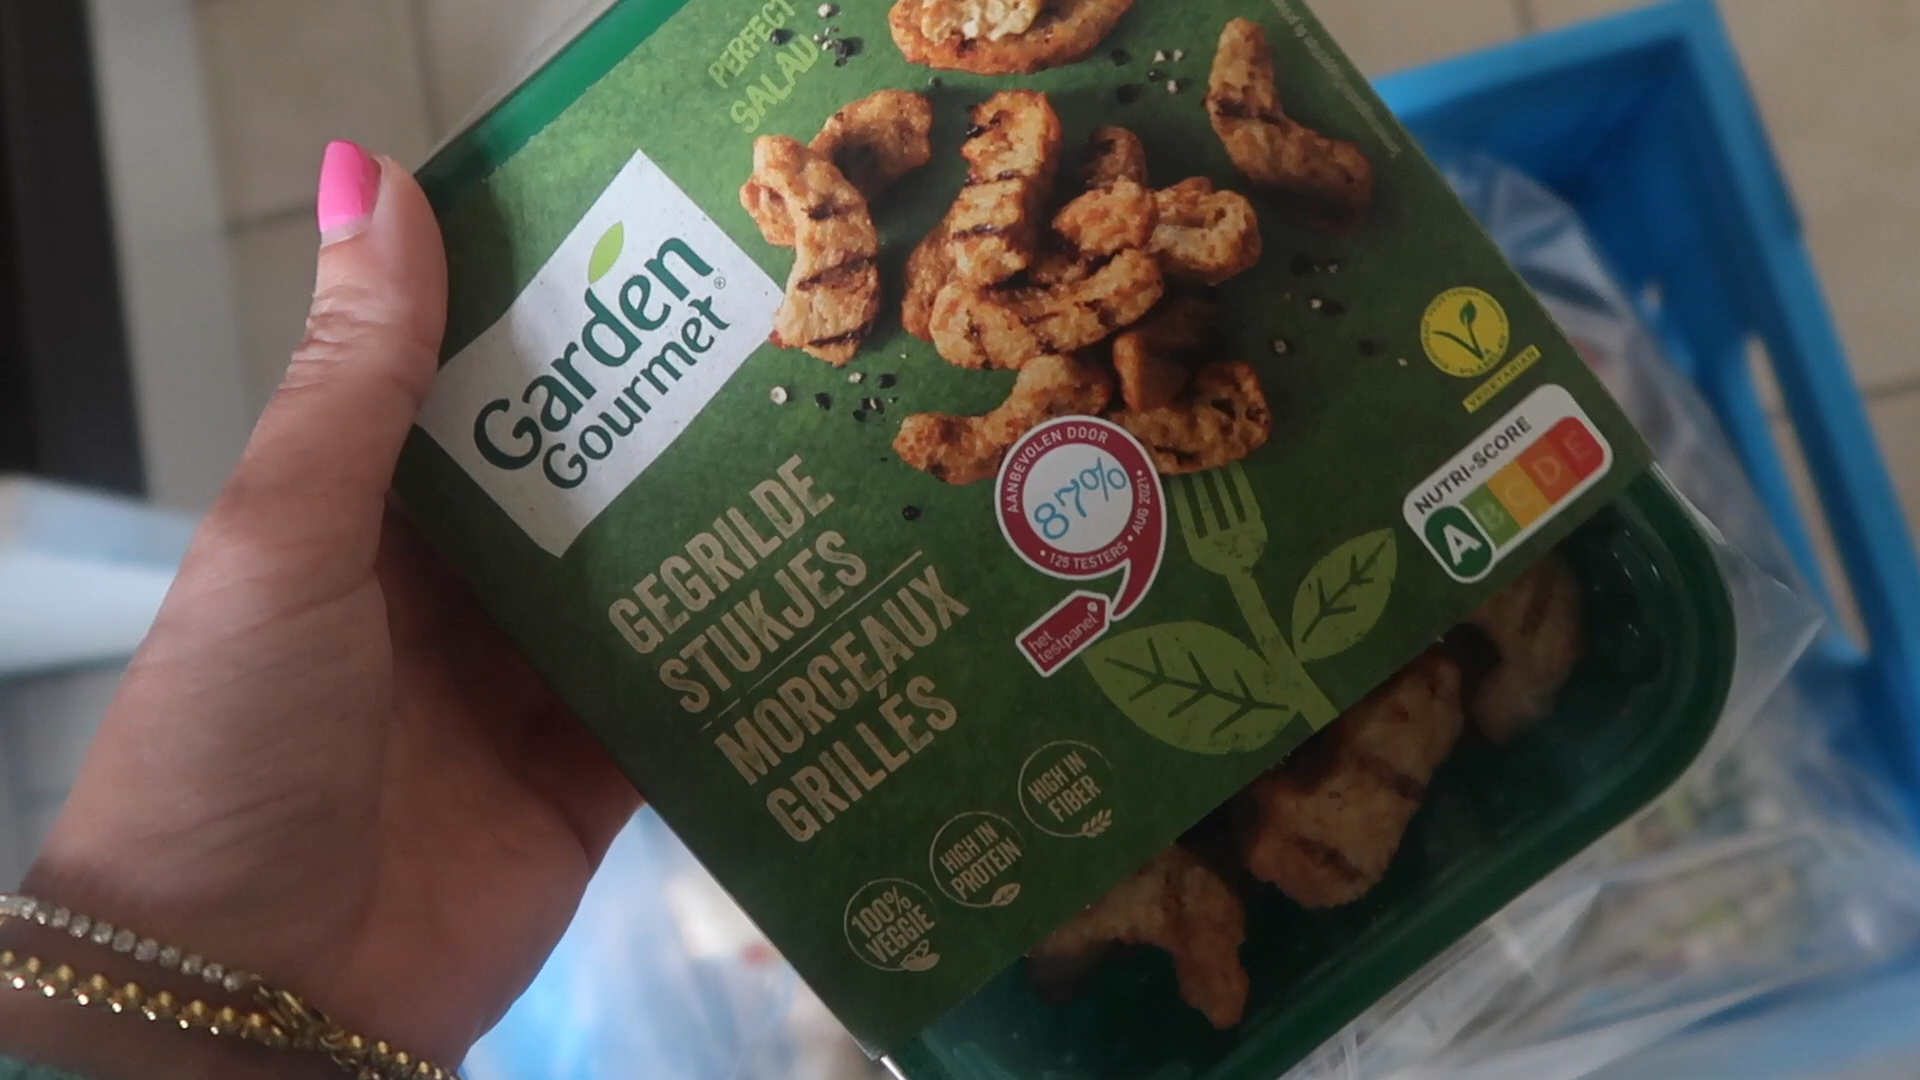 PERFECT
SALAD
Garden
Gourmet®
GEGRILDE
STUKJES
MORCEAUX
GRILLÉS
AANBEVOLEN DOOR
87%
• 125 TESTERS • AUG 2021 •
het
testpanel
VEGETARIAN
NUTRI-SCORE
A B C D E
100%
VEGGIE
HIGH IN
PROTEIN
HIGH IN
FIBER